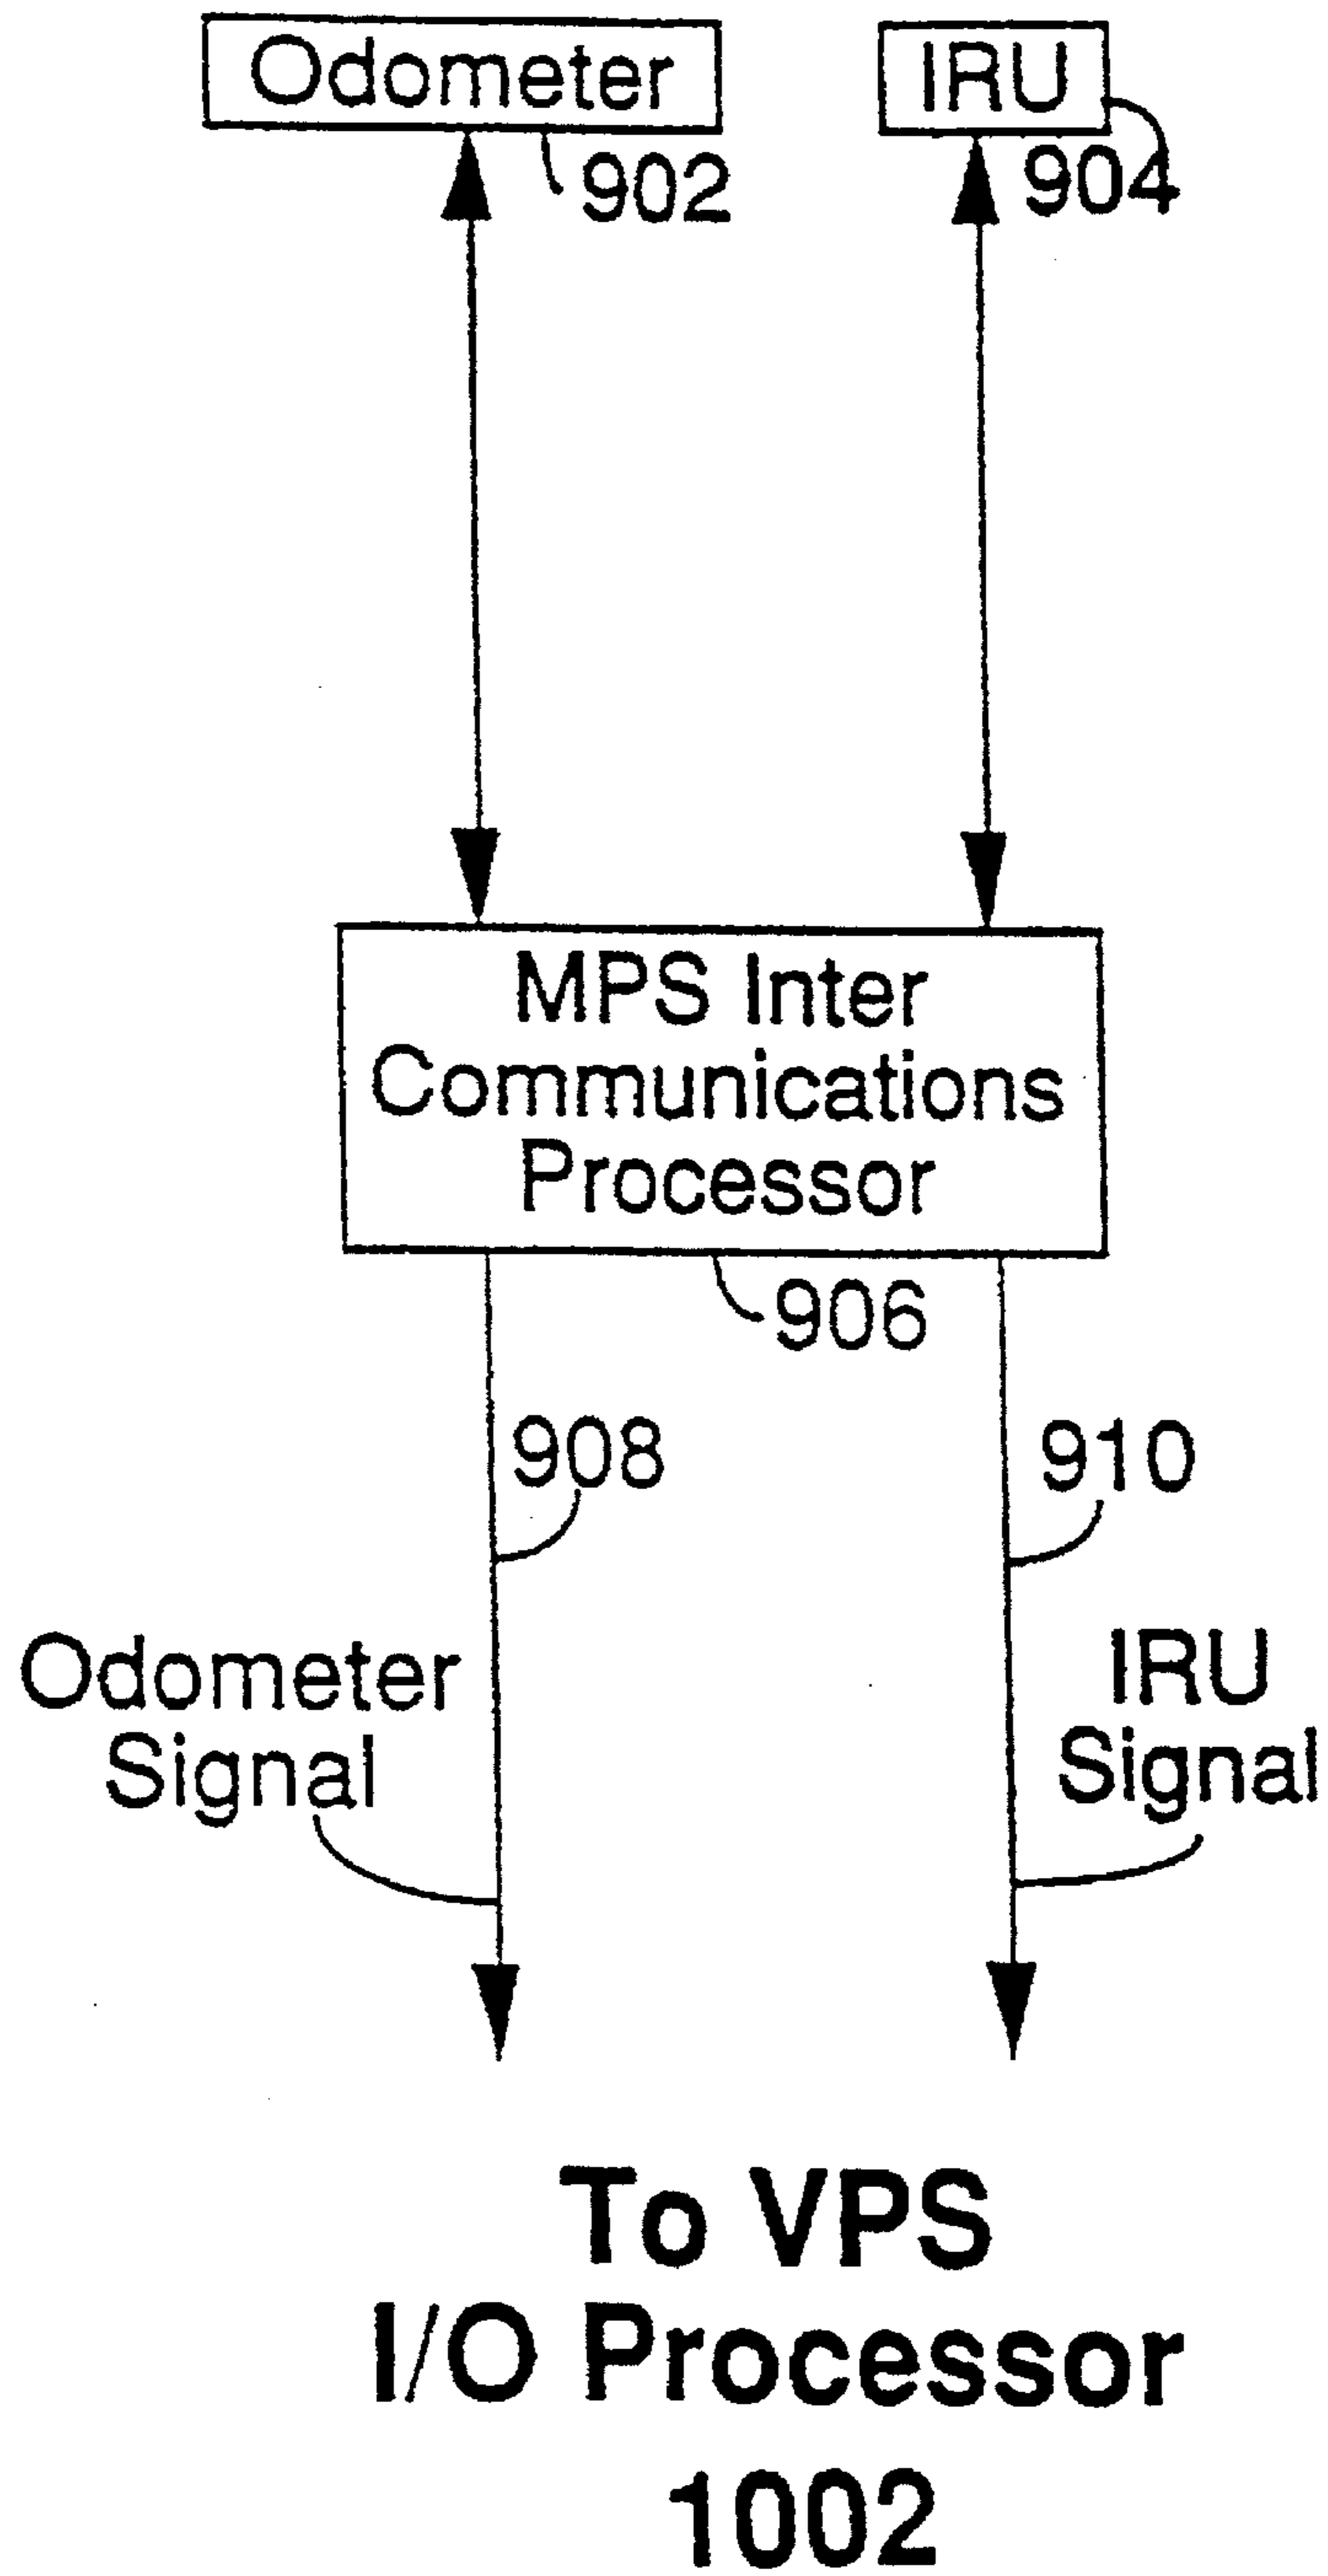 Odometer
IRU
902
904
MPS Inter
Communications
Processor
906
908
910
Odometer
Signal
IRU
Signal
To VPS
I/O Processor
1002